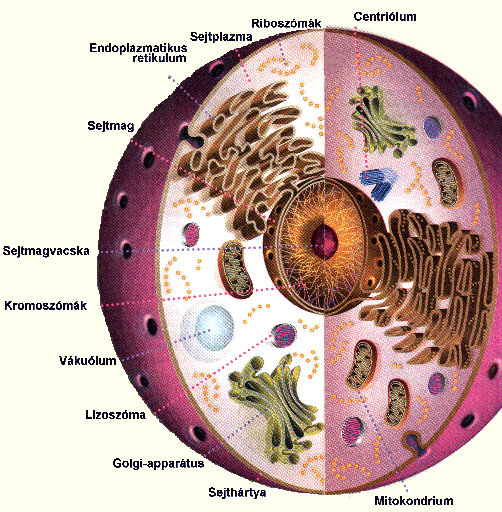 Centriólum
Riboszómák
Sejtplazma
Endoplazmatikus
retikulum
Sejtmag
Sejtmagvacska
Kromoszómák
Vákuólum
Lizoszóma
Golgi-apparátus
Sejthártya
Mitokondrium